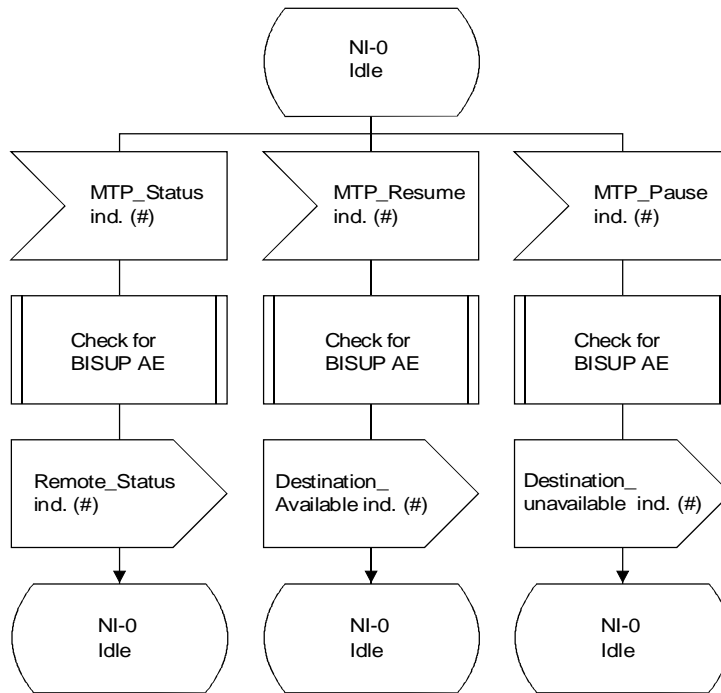 NI-0
Idle
MTP_Status
ind. (#)
MTP_Resume
ind. (#)
MTP_Pause
ind. (#)
Check for
BISUP AE
Check for
BISUP AE
Check for
BISUP AE
Remote_Status
ind. (#)
Destination_
Available ind. (#)
Destination_
unavailable ind. (#)
NI-0
Idle
NI-0
Idle
NI-0
Idle